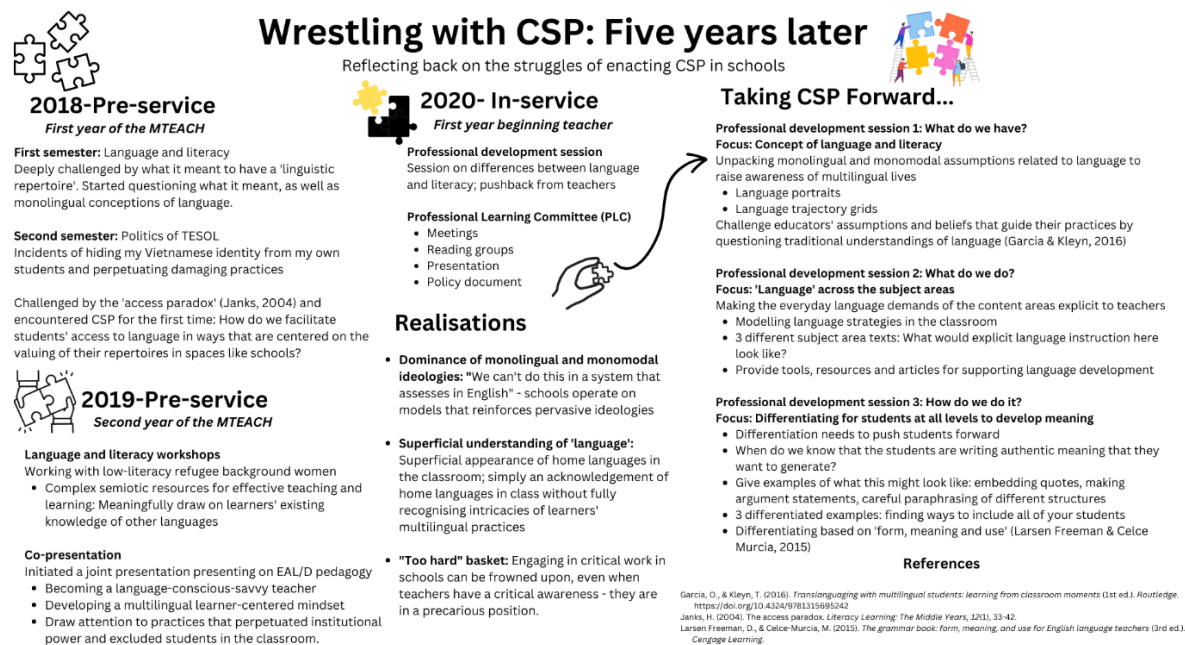 Wrestling with CSP: Five years later
Reflecting back on the struggles of enacting CSP in schools
2018-Pre-service
First year of the MTEACH
First semester: Language and literacy
Deeply challenged by what it meant to have a 'linguistic
repertoire'. Started questioning what it meant, as well as
monolingual conceptions of language.
Second semester: Politics of TESOL
Incidents of hiding my Vietnamese identity from my own
students and perpetuating damaging practices
Challenged by the 'access paradox' (Janks, 2004) and
encountered CSP for the first time: How do we facilitate
students' access to language in ways that are centered on the
valuing of their repertoires in spaces like schools?
2019-Pre-service
Second year of the MTEACH
Language and literacy workshops
Working with low-literacy refugee background women
• Complex semiotic resources for effective teaching and
learning: Meaningfully draw on learners' existing
knowledge of other languages
Co-presentation
Initiated a joint presentation presenting on EAL/D pedagogy
• Becoming a language-conscious-savvy teacher
• Developing a multilingual learner-centered mindset
• Draw attention to practices that perpetuated institutional
power and excluded students in the classroom.
2020- In-service
First year beginning teacher
Professional development session
Session on differences between language
and literacy; pushback from teachers
Professional Learning Committee (PLC)
• Meetings
• Reading groups
• Presentation
• Policy document
Realisations
• Dominance of monolingual and monomodal
ideologies: "We can't do this in a system that
assesses in English" - schools operate on
models that reinforces pervasive ideologies
• Superficial understanding of 'language':
Superficial appearance of home languages in
the classroom; simply an acknowledgement of
home languages in class without fully
recognising intricacies of learners'
multilingual practices
• "Too hard" basket: Engaging in critical work in
schools can be frowned upon, even when
teachers have a critical awareness - they are
in a precarious position.
Taking CSP Forward...
Professional development session 1: What do we have?
Focus: Concept of language and literacy
Unpacking monolingual and monomodal assumptions related to language to
raise awareness of multilingual lives
• Language portraits
• Language trajectory grids
Challenge educators' assumptions and beliefs that guide their practices by
questioning traditional understandings of language (Garcia & Kleyn, 2016)
Professional development session 2: What do we do?
Focus: 'Language' across the subject areas
Making the everyday language demands of the content areas explicit to teachers
• Modelling language strategies in the classroom
• 3 different subject area texts: What would explicit language instruction here
look like?
• Provide tools, resources and articles for supporting language development
Professional development session 3: How do we do it?
Focus: Differentiating for students at all levels to develop meaning
• Differentiation needs to push students forward
• When do we know that the students are writing authentic meaning that they
want to generate?
• Give examples of what this might look like: embedding quotes, making
argument statements, careful paraphrasing of different structures
• 3 differentiated examples: finding ways to include all of your students
• Differentiating based on 'form, meaning and use' (Larsen Freeman & Celce
Murcia, 2015)
References
Garcia, O., & Kleyn, T. (2016). Translanguaging with multilingual students: learning from classroom moments (1st ed.). Routledge.
https://doi.org/10.4324/9781315695242
Janks, H. (2004). The access paradox. Literacy Learning: The Middle Years, 12(1), 33-42.
Larsen Freeman, D., & Celce-Murcia, M. (2015). The grammar book: form, meaning, and use for English language teachers (3rd ed.).
Cengage Learning.